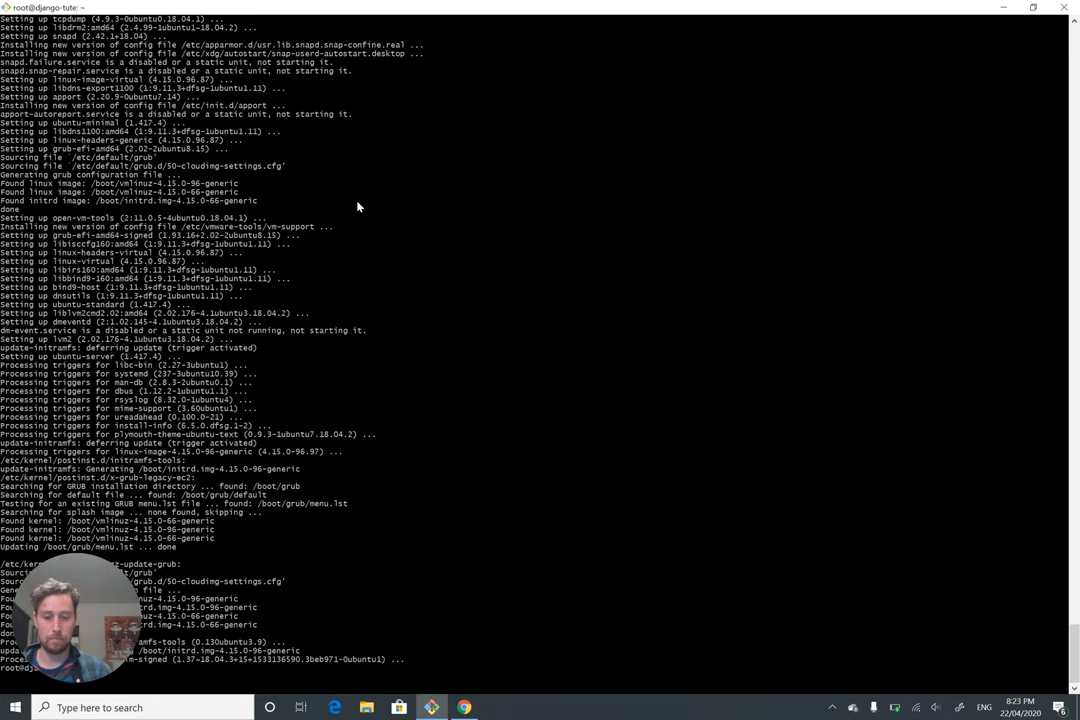 root@django-tute: ~
Setting up tcpdump (4.9.3-0ubuntu0.18.04.1) ...
Setting up libdrm2:amd64 (2.4.99-1ubuntu1~18.04.2) ...
Setting up snapd (2.42.1+18.04) ...
Installing new version of config file /etc/apparmor.d/usr.lib.snapd.snap-confine.real ...
Installing new version of config file /etc/xdg/autostart/snap-userd-autostart.desktop ...
snapd.failure.service is a disabled or a static unit, not starting it.
snapd.snap-repair.service is a disabled or a static unit, not starting it.
Setting up linux-image-virtual (4.15.0.96.87) ...
Setting up libdns-export1100 (1:9.11.3+dfsg-1ubuntu1.11) ...
Setting up apport (2.20.9-0ubuntu7.14) ...
Installing new version of config file /etc/init.d/apport ...
apport-autoreport.service is a disabled or a static unit, not starting it.
Setting up ubuntu-minimal (1.417.4) ...
Setting up libdns1100:amd64 (1:9.11.3+dfsg-1ubuntu1.11) ...
Setting up linux-headers-generic (4.15.0.96.87) ...
Setting up grub-efi-amd64 (2.02-2ubuntu8.15) ...
Sourcing file `/etc/default/grub'
Sourcing file `/etc/default/grub.d/50-cloudimg-settings.cfg'
Generating grub configuration file ...
Found linux image: /boot/vmlinuz-4.15.0-96-generic
Found linux image: /boot/vmlinuz-4.15.0-66-generic
Found initrd image: /boot/initrd.img-4.15.0-66-generic
done
Setting up open-vm-tools (2:11.0.5-4ubuntu0.18.04.1) ...
Installing new version of config file /etc/vmware-tools/vm-support ...
Setting up grub-efi-amd64-signed (1.93.16+2.02-2ubuntu8.15) ...
Setting up libisccfg160:amd64 (1:9.11.3+dfsg-1ubuntu1.11) ...
Setting up linux-headers-virtual (4.15.0.96.87) ...
Setting up linux-virtual (4.15.0.96.87) ...
Setting up libirs160:amd64 (1:9.11.3+dfsg-1ubuntu1.11) ...
Setting up libbind9-160:amd64 (1:9.11.3+dfsg-1ubuntu1.11) ...
Setting up bind9-host (1:9.11.3+dfsg-1ubuntu1.11) ...
Setting up dnsutils (1:9.11.3+dfsg-1ubuntu1.11) ...
Setting up ubuntu-standard (1.417.4) ...
Setting up liblvm2cmd2.02:amd64 (2.02.176-4.1ubuntu3.18.04.2) ...
Setting up dmeventd (2:1.02.145-4.1ubuntu3.18.04.2) ...
dm-event.service is a disabled or a static unit not running, not starting it.
Setting up lvm2 (2.02.176-4.1ubuntu3.18.04.2) ...
update-initramfs: deferring update (trigger activated)
Setting up ubuntu-server (1.417.4) ...
Processing triggers for libc-bin (2.27-3ubuntu1) ...
Processing triggers for systemd (237-3ubuntu10.39) ...
Processing triggers for man-db (2.8.3-2ubuntu0.1) ...
Processing triggers for dbus (1.12.2-1ubuntu1.1) ...
Processing triggers for rsyslog (8.32.0-1ubuntu4) ...
Processing triggers for mime-support (3.60ubuntu1) ...
Processing triggers for ureadahead (0.100.0-21) ...
Processing triggers for install-info (6.5.0.dfsg.1-2) ...
Processing triggers for plymouth-theme-ubuntu-text (0.9.3-1ubuntu7.18.04.2) ...
update-initramfs: deferring update (trigger activated)
Processing triggers for linux-image-4.15.0-96-generic (4.15.0-96.97) ...
/etc/kernel/postinst.d/initramfs-tools:
update-initramfs: Generating /boot/initrd.img-4.15.0-96-generic
/etc/kernel/postinst.d/x-grub-legacy-ec2:
Searching for GRUB installation directory ... found: /boot/grub
Searching for default file ... found: /boot/grub/default
Testing for an existing GRUB menu.lst file ... found: /boot/grub/menu.lst
Searching for splash image ... none found, skipping ...
Found kernel: /boot/vmlinuz-4.15.0-66-generic
Found kernel: /boot/vmlinuz-4.15.0-96-generic
Found kernel: /boot/vmlinuz-4.15.0-66-generic
Updating /boot/grub/menu.lst ... done
/etc/ker z-update-grub:
Sourc t/grub'
Sourc grub.d/50-cloudimg-settings.cfg'
Gene n file ...
Foun nuz-4.15.0-96-generic
Fou trd.img-4.15.0-96-generic
Fou nuz-4.15.0-66-generic
Fou trd.img-4.15.0-66-generic
don
Proc amfs-tools (0.130ubuntu3.9) ...
upda /boot/initrd.img-4.15.0-96-generic
Proces m-signed (1.37~18.04.3+15+1533136590.3beb971-0ubuntu1) ...
root@dja
Type here to search
ENG
8:23 PM
22/04/2020
6